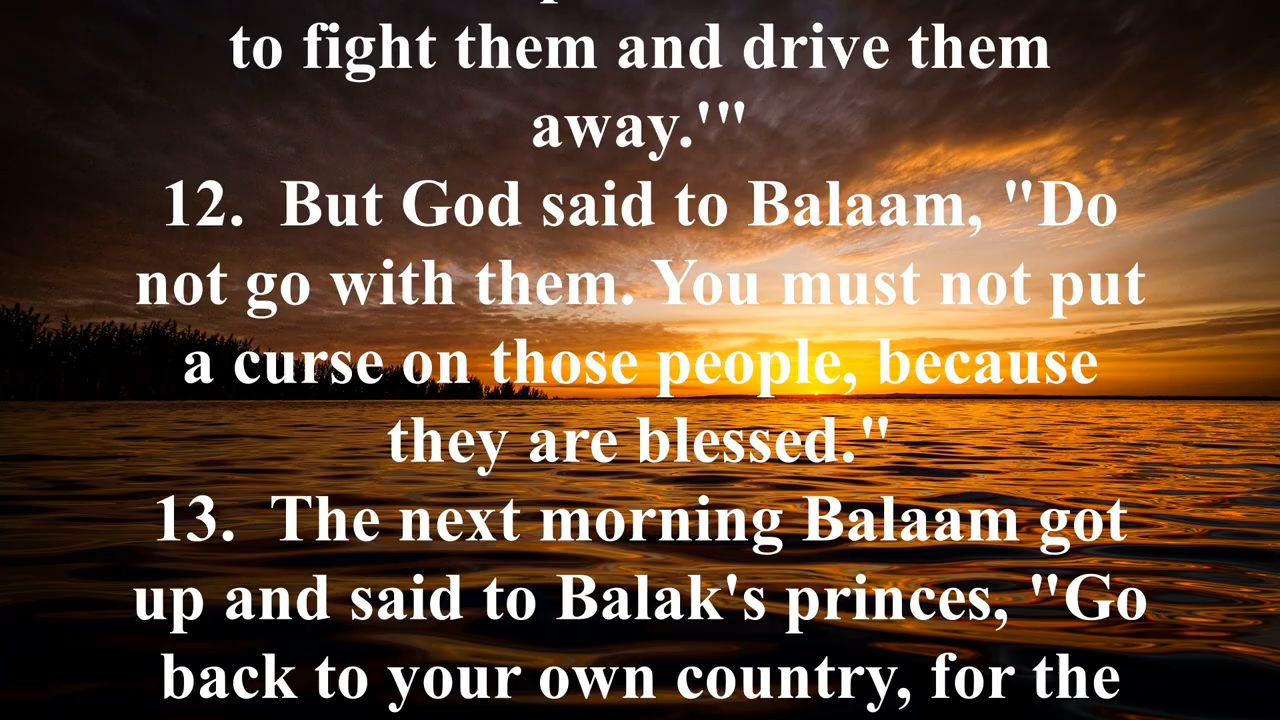 to fight them and drive them
away.'"
12.  But God said to Balaam, "Do
not go with them. You must not put
a curse on those people, because
they are blessed."
13.  The next morning Balaam got
up and said to Balak's princes, "Go
back to your own country, for the